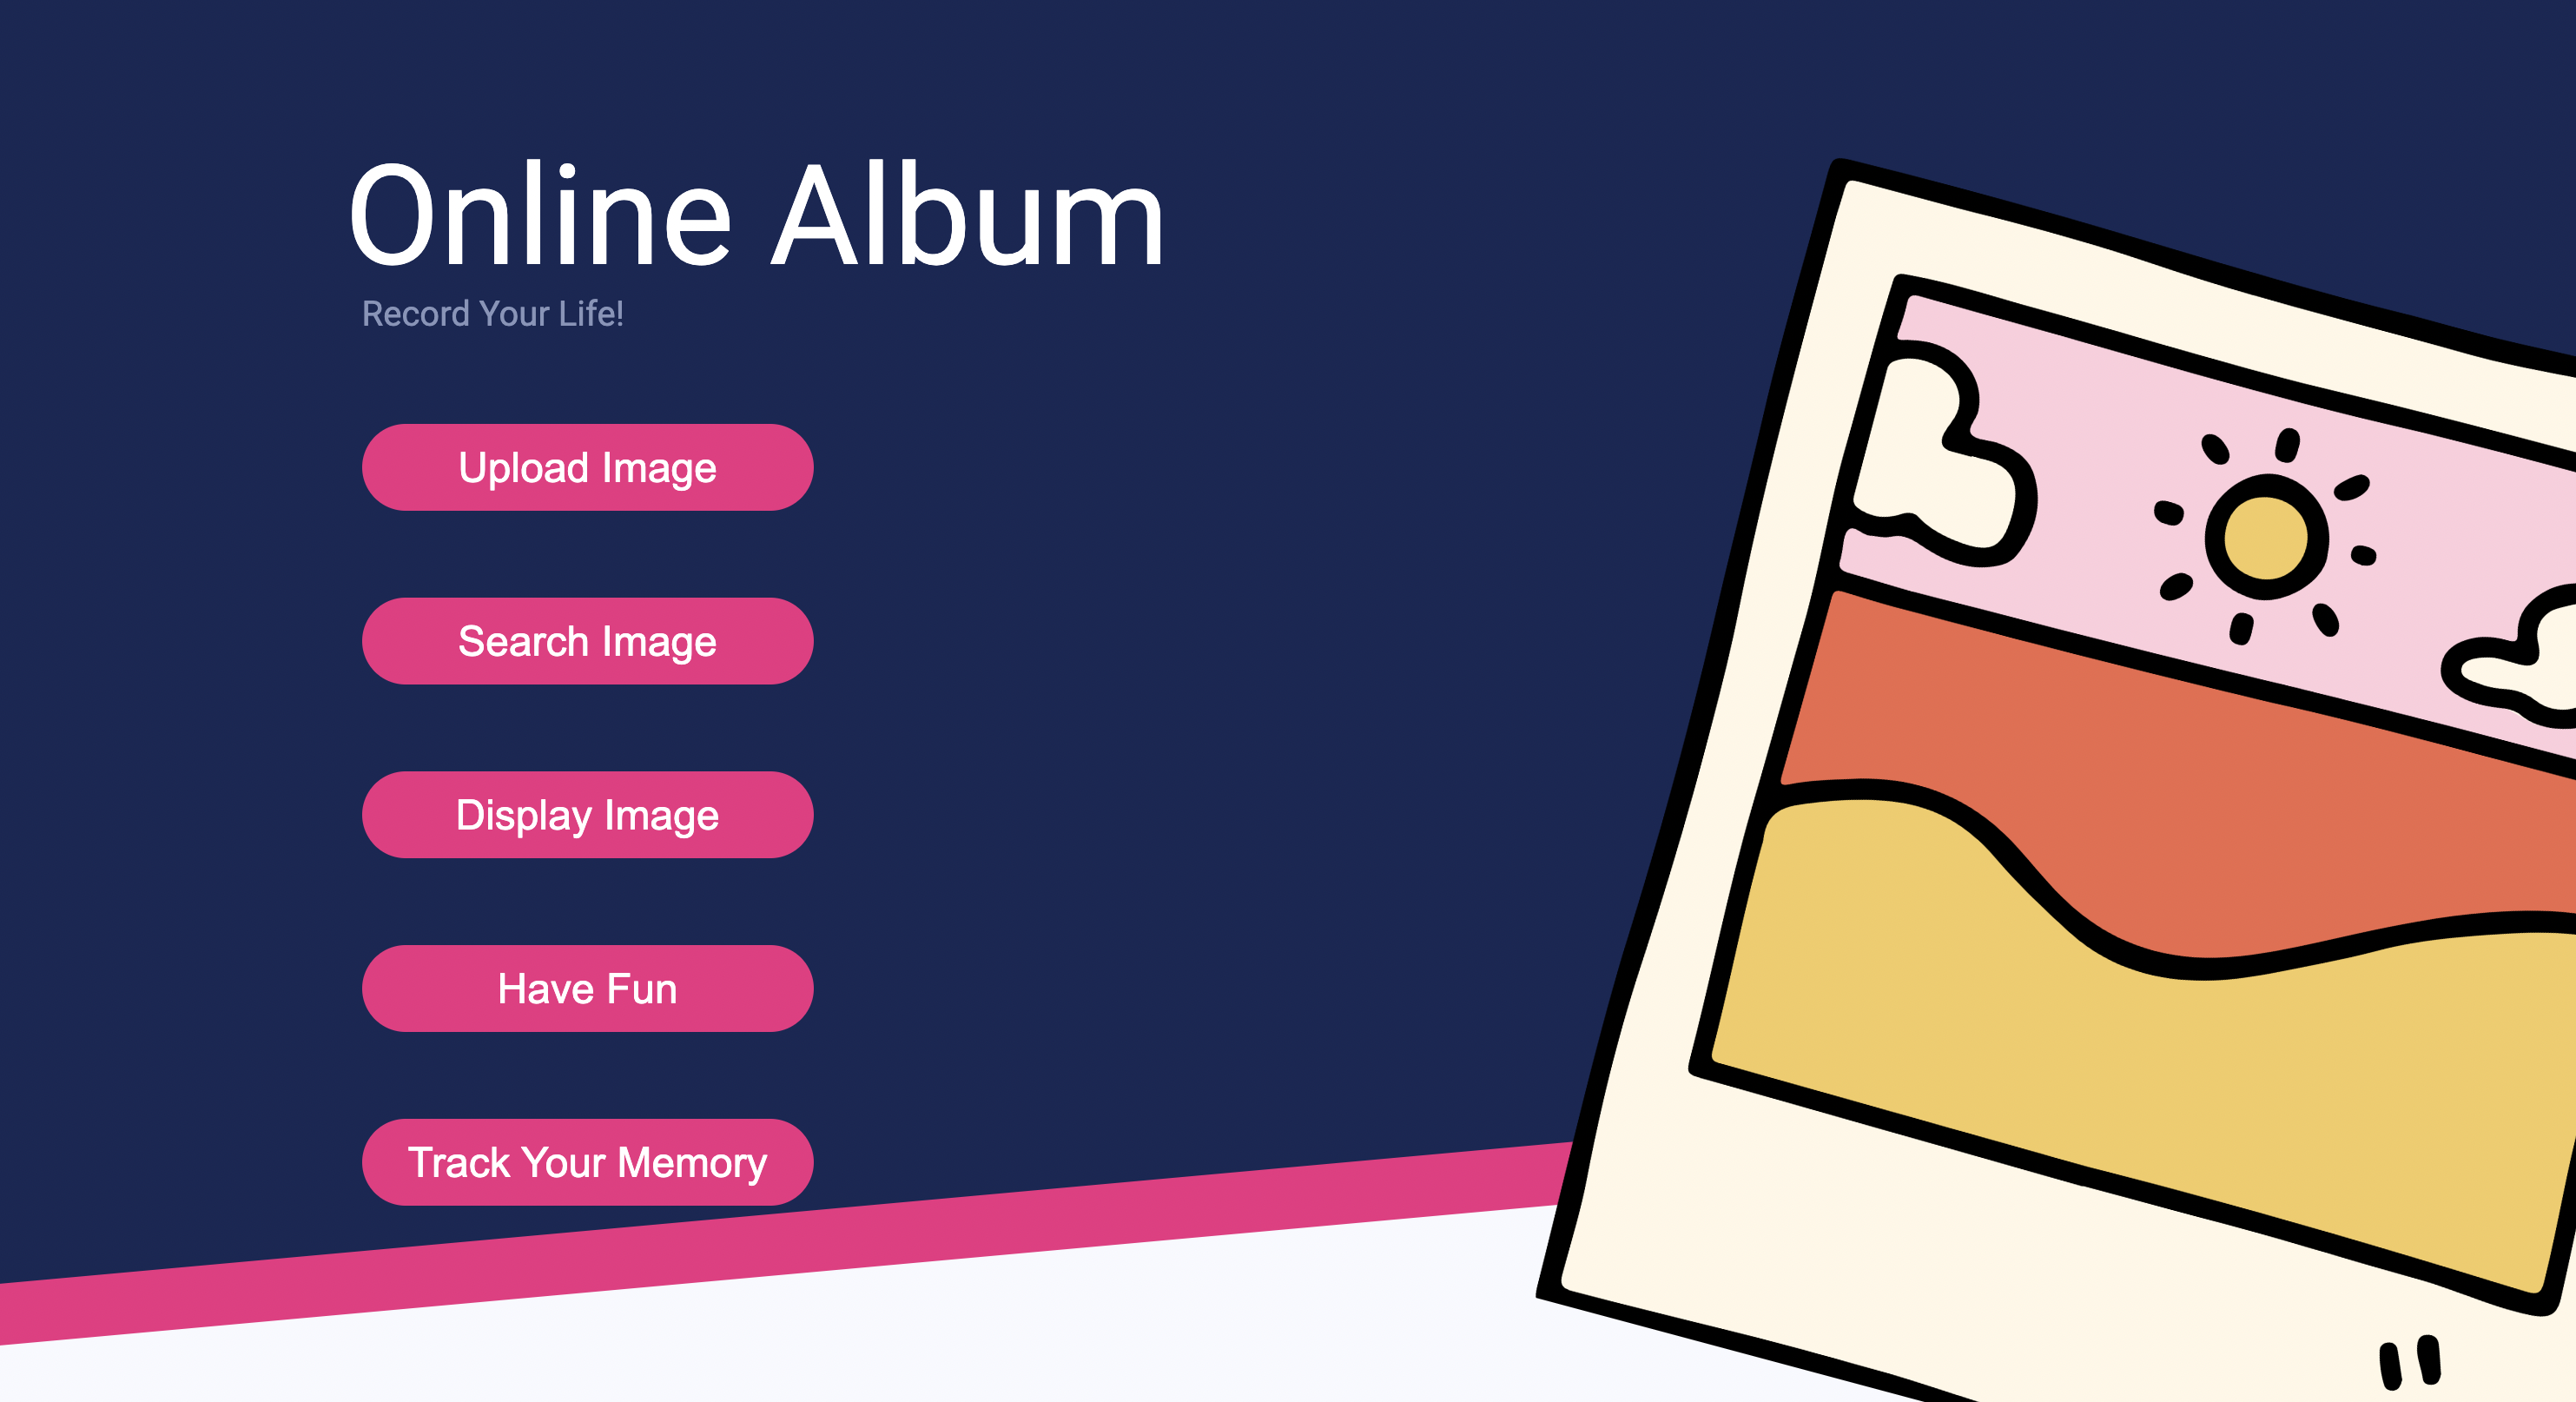 Online Album
Record Your Life!
Upload Image
Search Image
Display Image
Have Fun
Track Your Memory